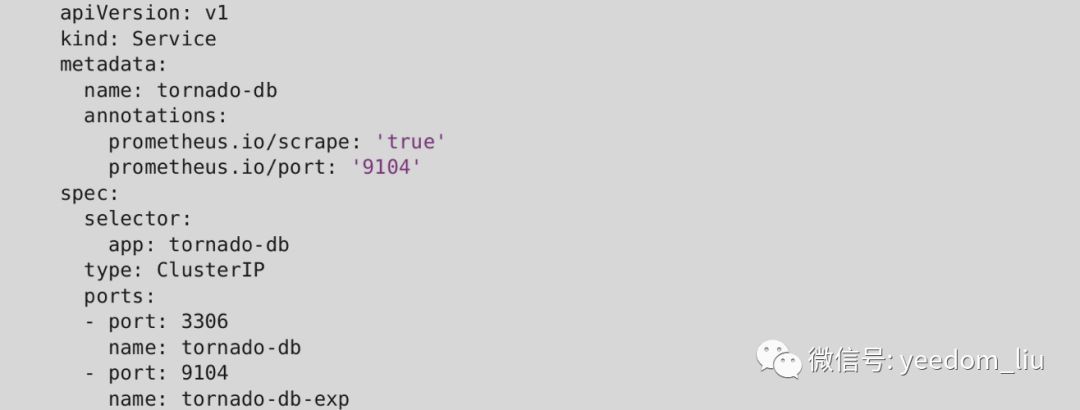 apiVersion: v1
kind: Service
metadata:
  name: tornado-db
  annotations:
    prometheus.io/scrape: 'true'
    prometheus.io/port: '9104'
spec:
  selector:
    app: tornado-db
  type: ClusterIP
  ports:
  - port: 3306
    name: tornado-db
  - port: 9104
    name: tornado-db-exp
微信号: yeedom_liu